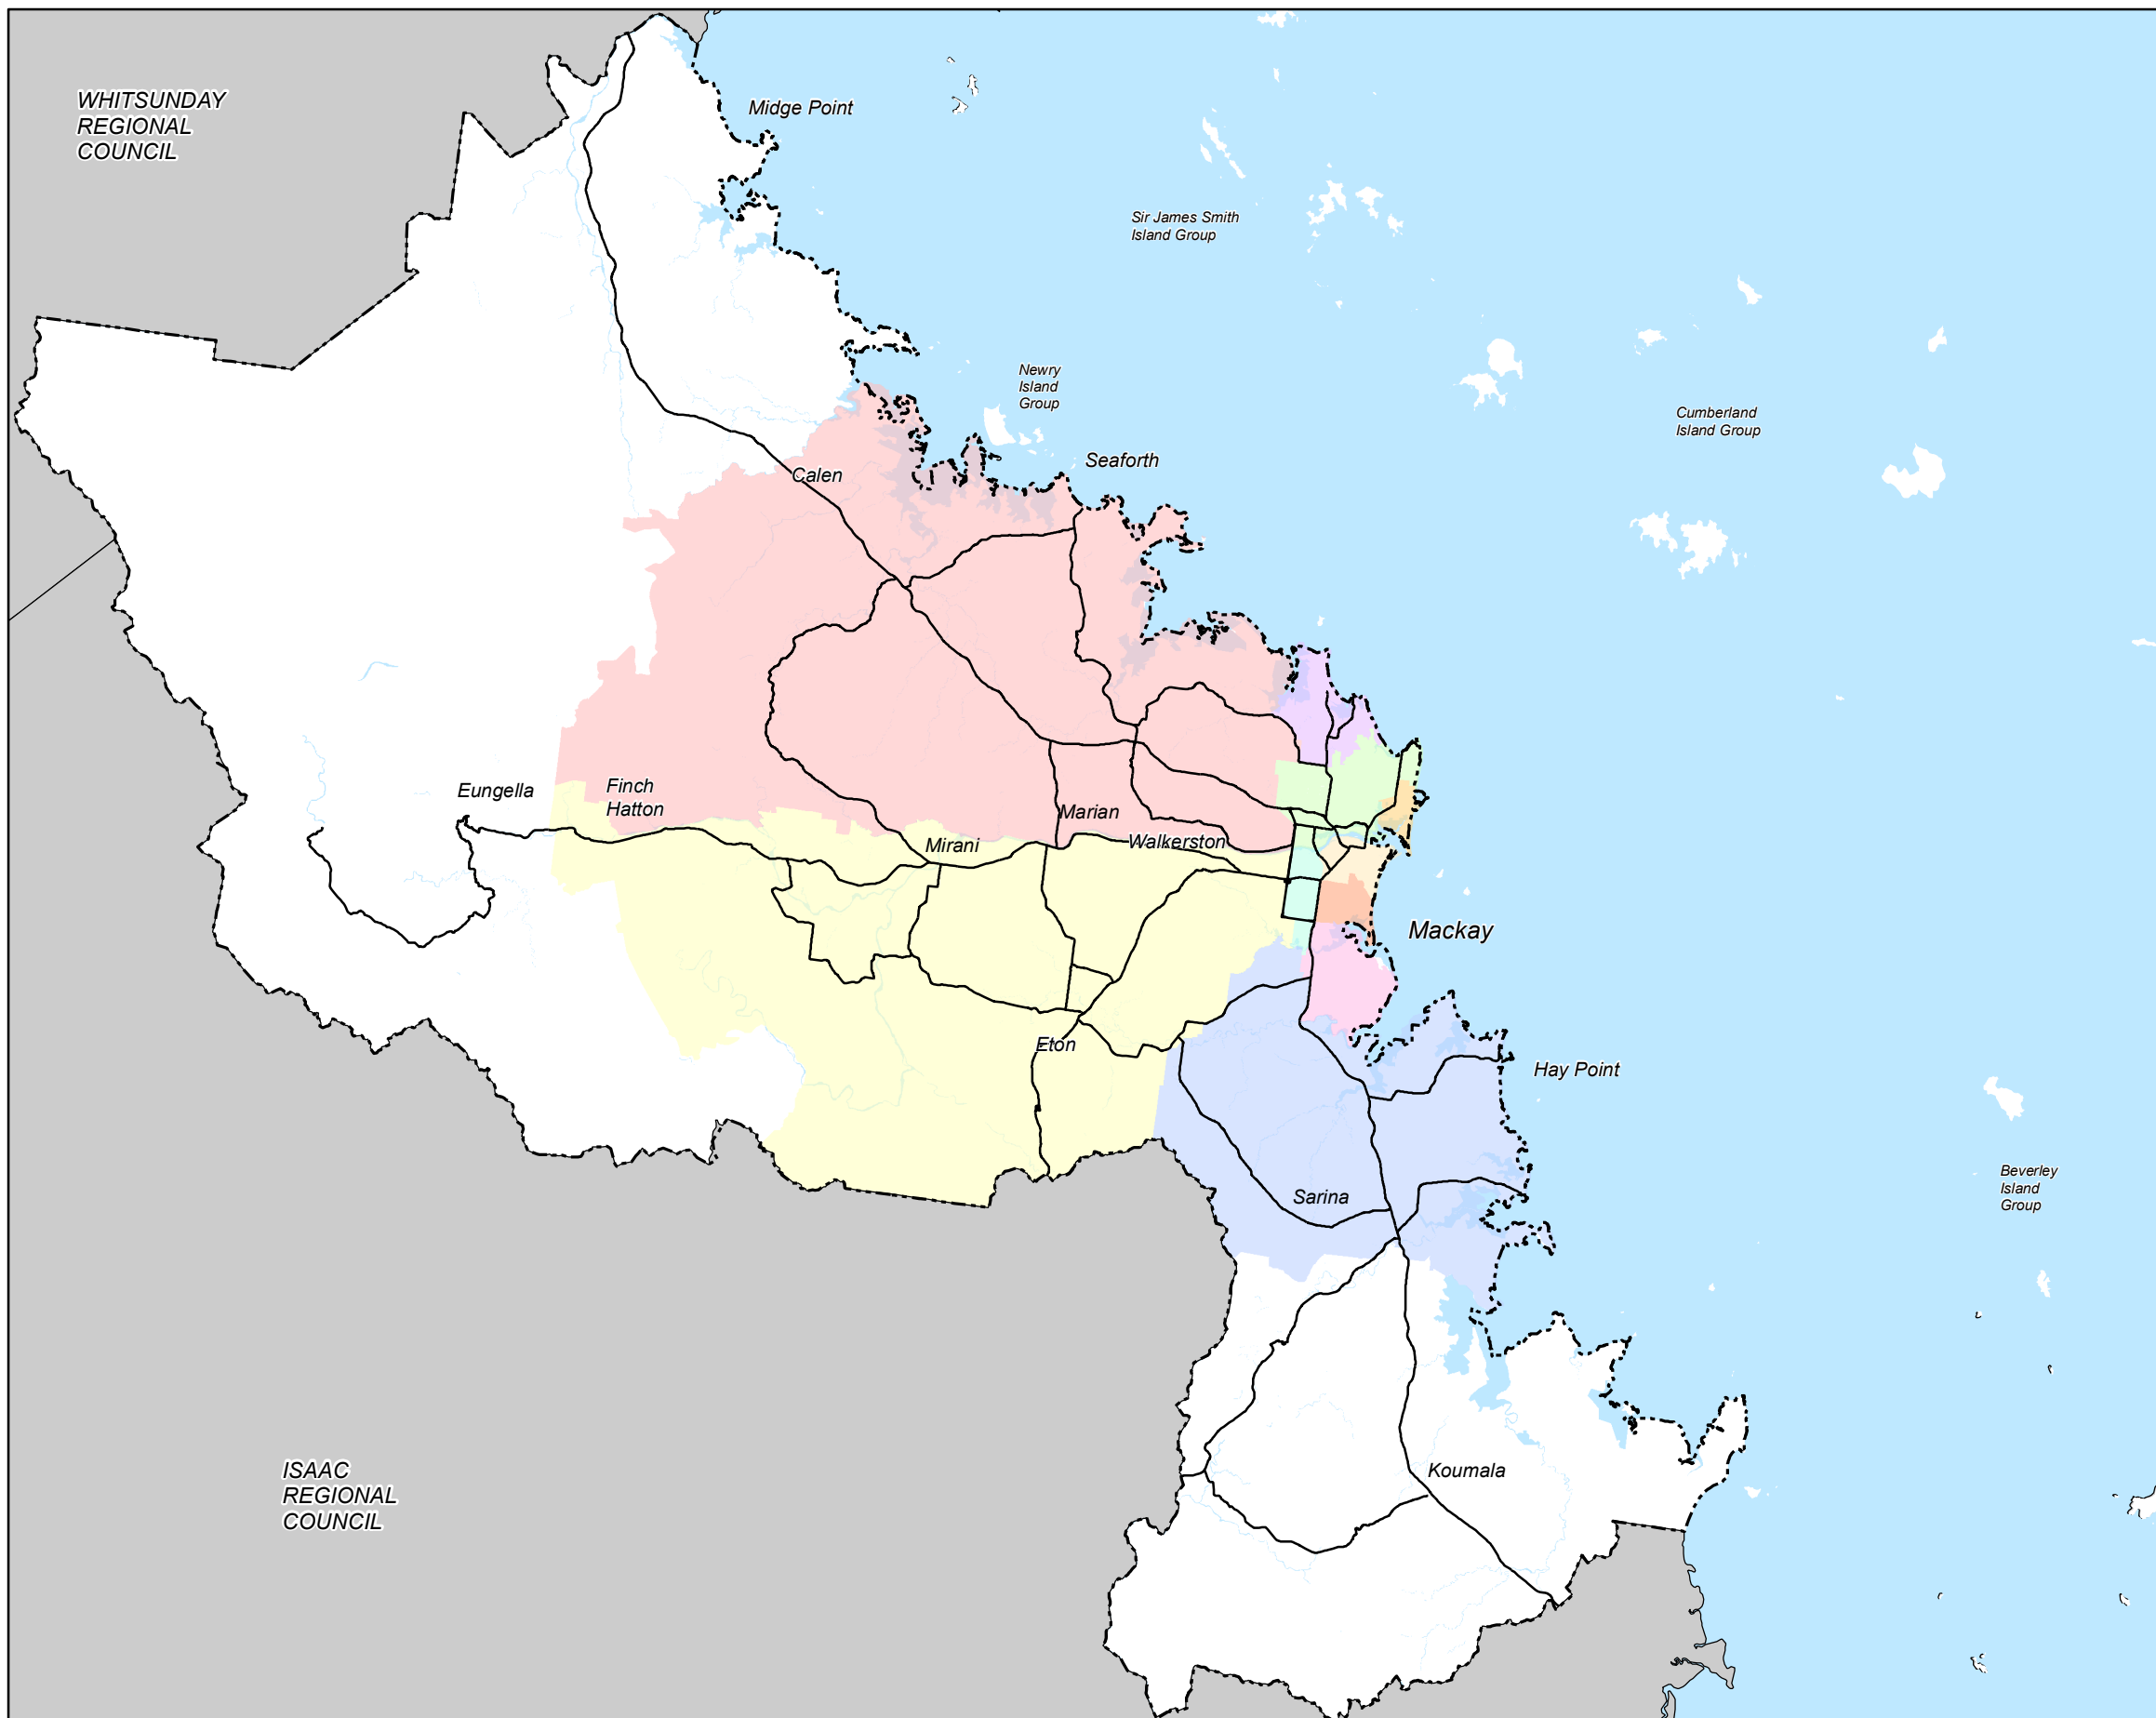 WHITSUNDAY
REGIONAL
COUNCIL
Midge Point
Sir James Smith
Island Group
Newry
Island
Group
Cumberland
Island Group
Seaforth
Calen
Eungella
Finch
Hatton
Marian
Mirani
Walkerston
Mackay
Eton
Hay Point
Sarina
Beverley
Island
Group
Koumala
ISAAC
REGIONAL
COUNCIL